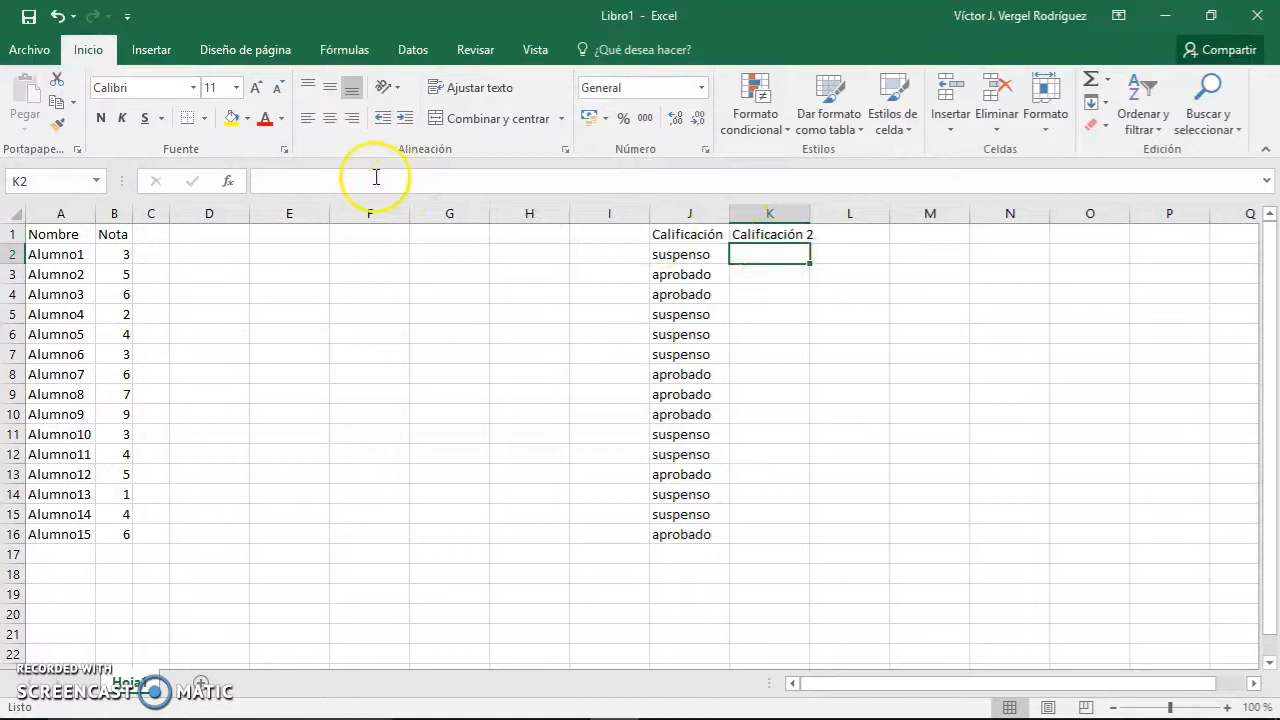 Libro1 - Excel
Víctor J. Vergel Rodríguez
Archivo Inicio Insertar Diseño de página Fórmulas Datos Revisar Vista ¿Qué desea hacer? Compartir
Pegar
Calibri 11
N K S
Ajustar texto
Combinar y centrar
General
% 000
Formato condicional
Dar formato como tabla
Estilos de celda
Insertar Eliminar Formato
Ordenar y filtrar
Buscar y seleccionar
Portapape... Fuente Alineación Número Estilos Celdas Edición
K2 fx
A B C D E F G H I J K L M N O P Q
1 Nombre Nota Calificación Calificación 2
2 Alumno1 3 suspenso
3 Alumno2 5 aprobado
4 Alumno3 6 aprobado
5 Alumno4 2 suspenso
6 Alumno5 4 suspenso
7 Alumno6 3 suspenso
8 Alumno7 6 aprobado
9 Alumno8 7 aprobado
10 Alumno9 9 aprobado
11 Alumno10 3 suspenso
12 Alumno11 4 suspenso
13 Alumno12 5 aprobado
14 Alumno13 1 suspenso
15 Alumno14 4 suspenso
16 Alumno15 6 aprobado
17
18
19
20
21
22
RECORDED WITH
SCREENCAST MATIC
Hoja1
Listo 100 %